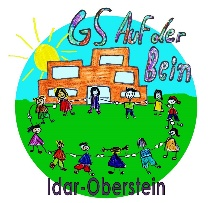 GS Auf der
Bein
Idar-Oberstein